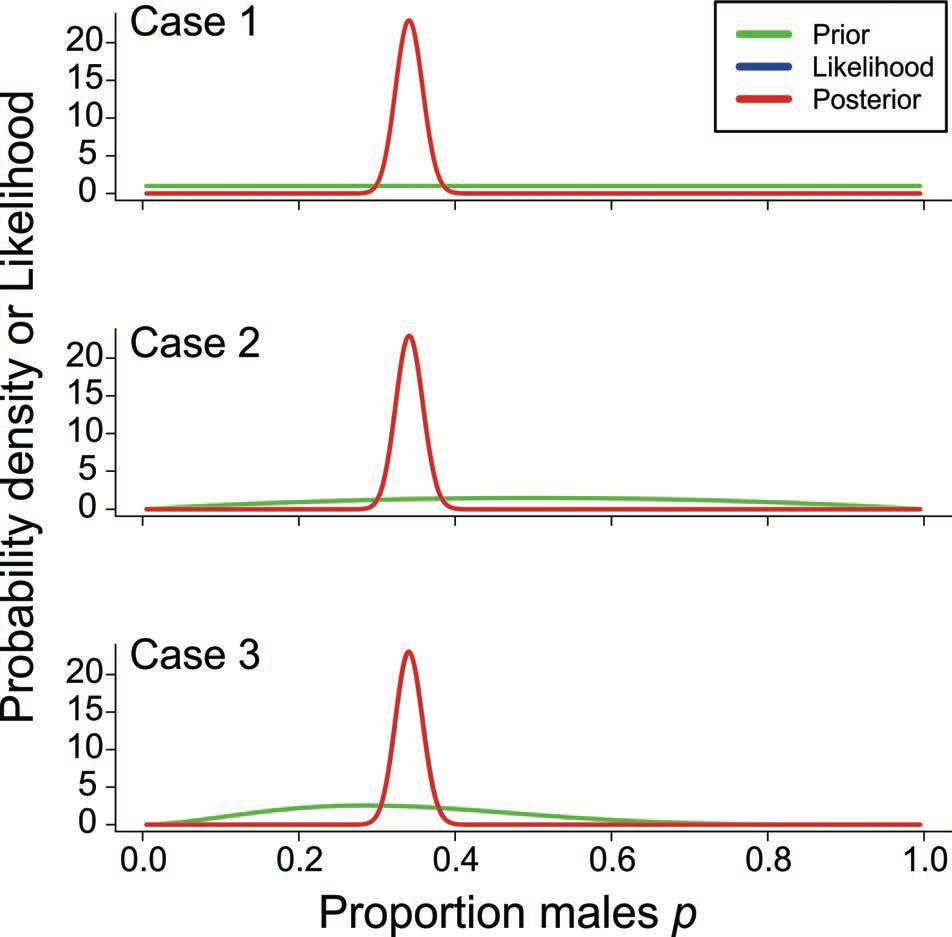 Case 1
Prior
Likelihood
Posterior
20
15
10
5
0
Probability density or Likelihood
Case 2
20
15
10
5
0
Case 3
20
15
10
5
0
0.0 0.2 0.4 0.6 0.8 1.0
Proportion males p